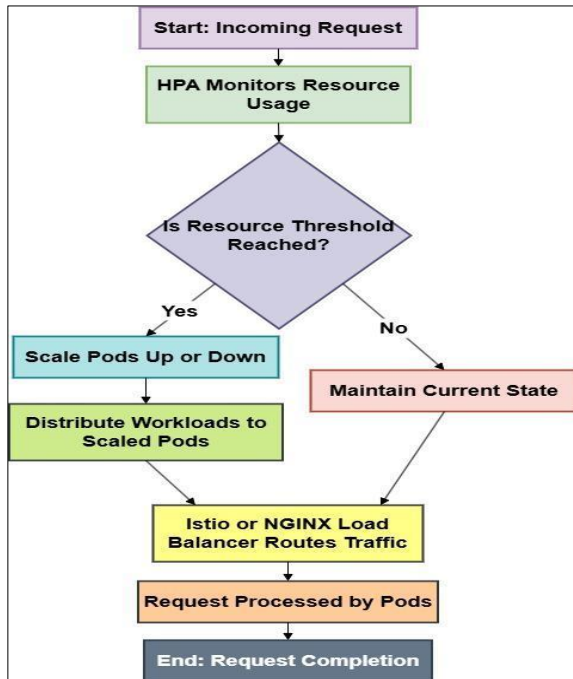 Start: Incoming Request
HPA Monitors Resource
Usage
Is Resource Threshold
Reached?
Yes
No
Scale Pods Up or Down
Maintain Current State
Distribute Workloads to
Scaled Pods
Istio or NGINX Load
Balancer Routes Traffic
Request Processed by Pods
End: Request Completion